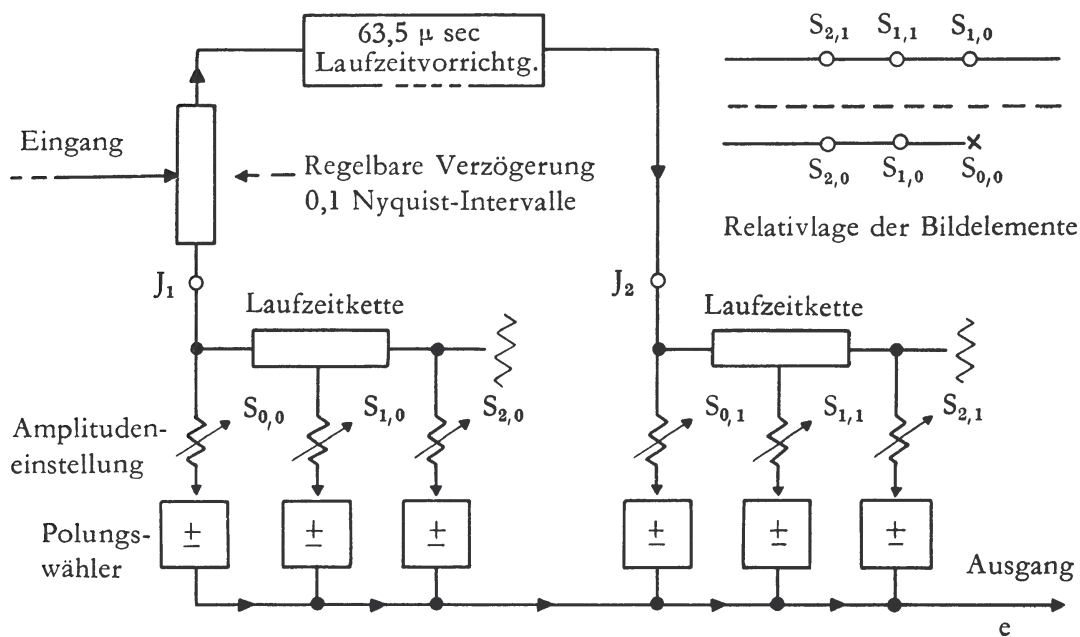 63,5 μ sec
Laufzeitvorrichtg.
Eingang
Regelbare Verzögerung
0,1 Nyquist-Intervalle
S2,1 S1,1 S1,0
S2,0 S1,0 S0,0
Relativlage der Bildelemente
J1
Laufzeitkette
J2
Laufzeitkette
S0,0 S1,0 S2,0
S0,1 S1,1 S2,1
Amplituden-
einstellung
Polungs-
wähler
± ± ± ± ± ±
Ausgang
e